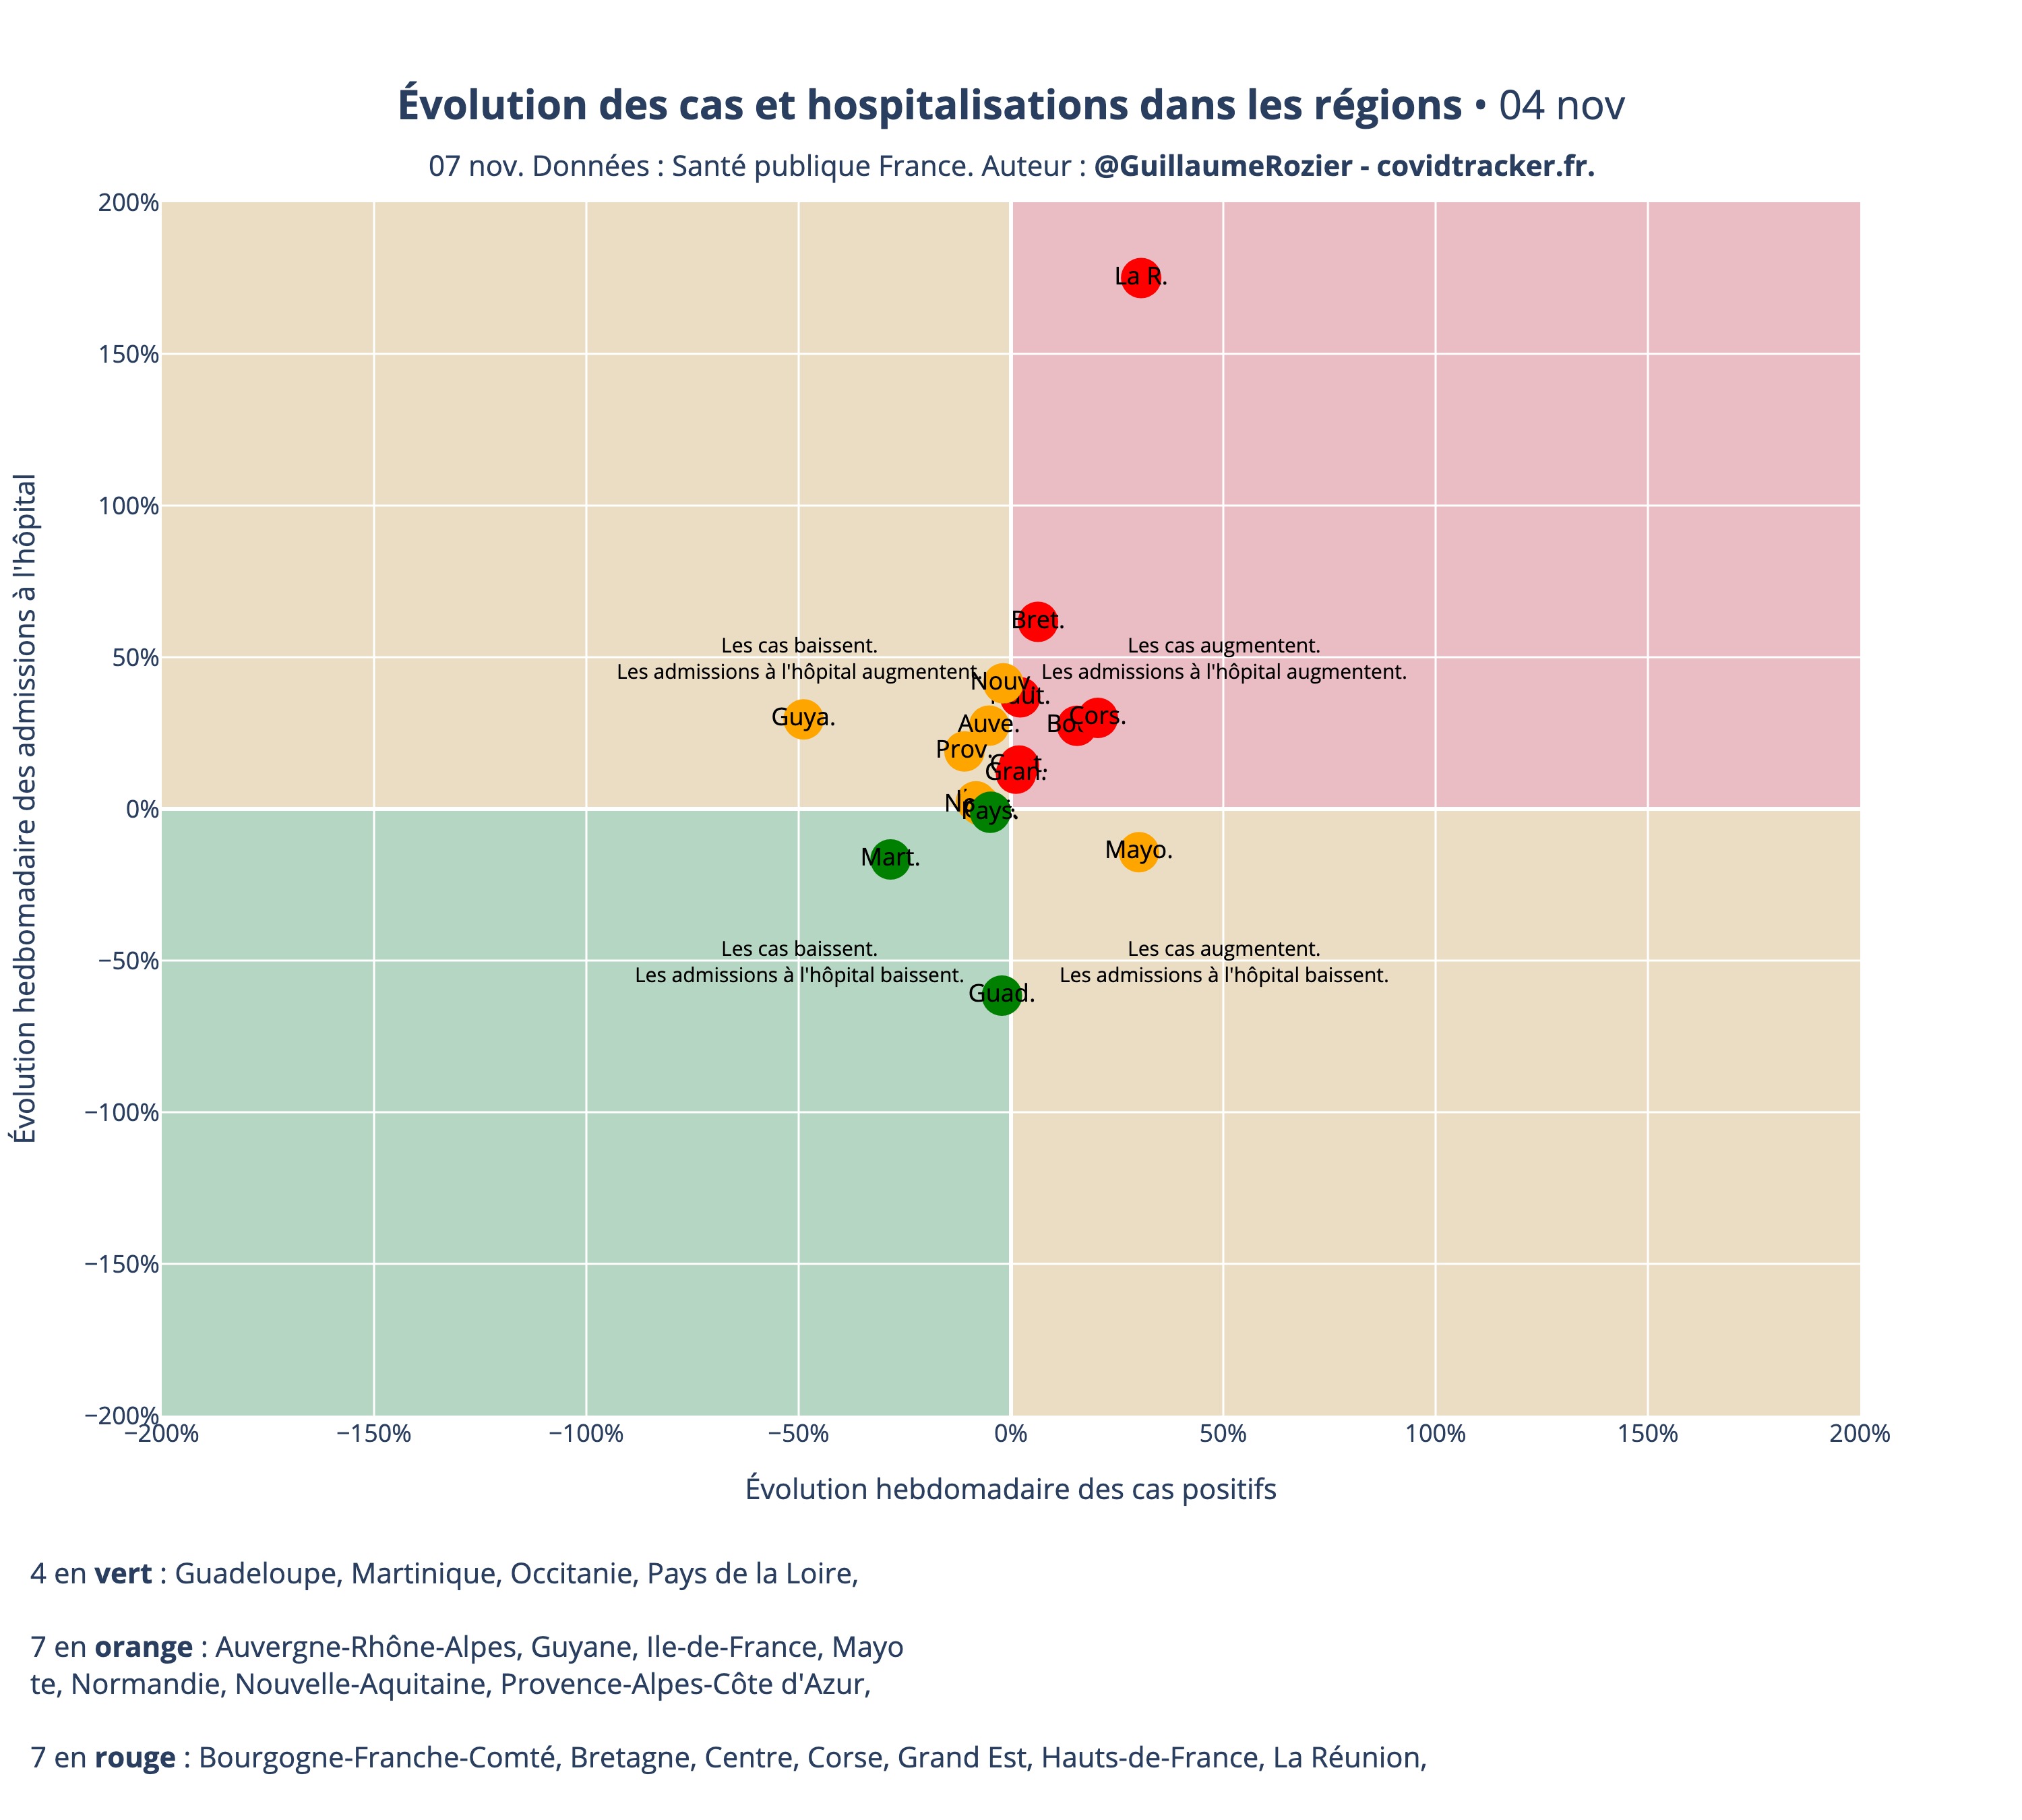 Évolution des cas et hospitalisations dans les régions • 04 nov
07 nov. Données : Santé publique France. Auteur : @GuillaumeRozier - covidtracker.fr.
Évolution hedbomadaire des admissions à l'hôpital
200%
150%
100%
50%
0%
−50%
−100%
−150%
−200%
La R.
Bret.
Les cas baissent.
Les admissions à l'hôpital augmentent.
Les cas augmentent.
Les admissions à l'hôpital augmentent.
Nouv.
Guya.
Auve.
Cors.
Prov.
Gran.
Pays.
Mart.
Mayo.
Les cas baissent.
Les admissions à l'hôpital baissent.
Les cas augmentent.
Les admissions à l'hôpital baissent.
Guad.
−200%
−150%
−100%
−50%
0%
50%
100%
150%
200%
Évolution hebdomadaire des cas positifs
4 en vert : Guadeloupe, Martinique, Occitanie, Pays de la Loire,
7 en orange : Auvergne-Rhône-Alpes, Guyane, Ile-de-France, Mayo
te, Normandie, Nouvelle-Aquitaine, Provence-Alpes-Côte d'Azur,
7 en rouge : Bourgogne-Franche-Comté, Bretagne, Centre, Corse, Grand Est, Hauts-de-France, La Réunion,